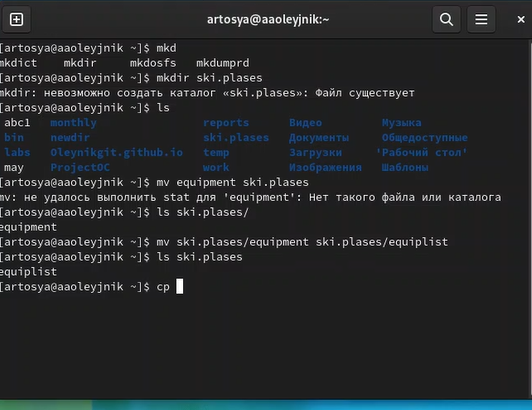 artosya@aaoleyjnik:~
[artosya@aaoleyjnik ~]$ mkd
mkdict mkdir mkdosfs mkdumprd
[artosya@aaoleyjnik ~]$ mkdir ski.plases
mkdir: невозможно создать каталог «ski.plases»: Файл существует
[artosya@aaoleyjnik ~]$ ls
abc1 monthly reports Видео Музыка
bin newdir ski.plases Документы Общедоступные
labs Oleynikgit.github.io temp Загрузки 'Рабочий стол'
may ProjectOC work Изображения Шаблоны
[artosya@aaoleyjnik ~]$ mv equipment ski.plases
mv: не удалось выполнить stat для 'equipment': Нет такого файла или каталога
[artosya@aaoleyjnik ~]$ ls ski.plases/
equipment
[artosya@aaoleyjnik ~]$ mv ski.plases/equipment ski.plases/equiplist
[artosya@aaoleyjnik ~]$ ls ski.plases
equiplist
[artosya@aaoleyjnik ~]$ cp